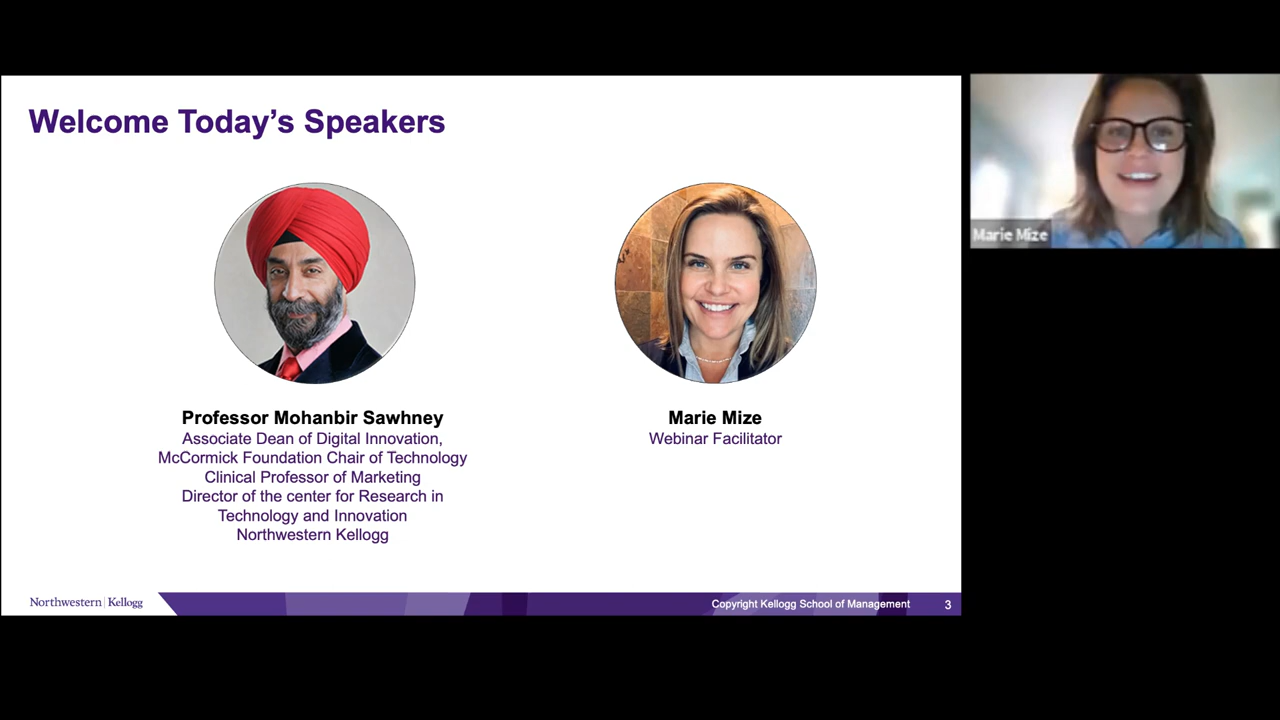 Welcome Today’s Speakers
Marie Mize
Professor Mohanbir Sawhney
Associate Dean of Digital Innovation,
McCormick Foundation Chair of Technology
Clinical Professor of Marketing
Director of the center for Research in
Technology and Innovation
Northwestern Kellogg
Marie Mize
Webinar Facilitator
Northwestern | Kellogg
Copyright Kellogg School of Management
3